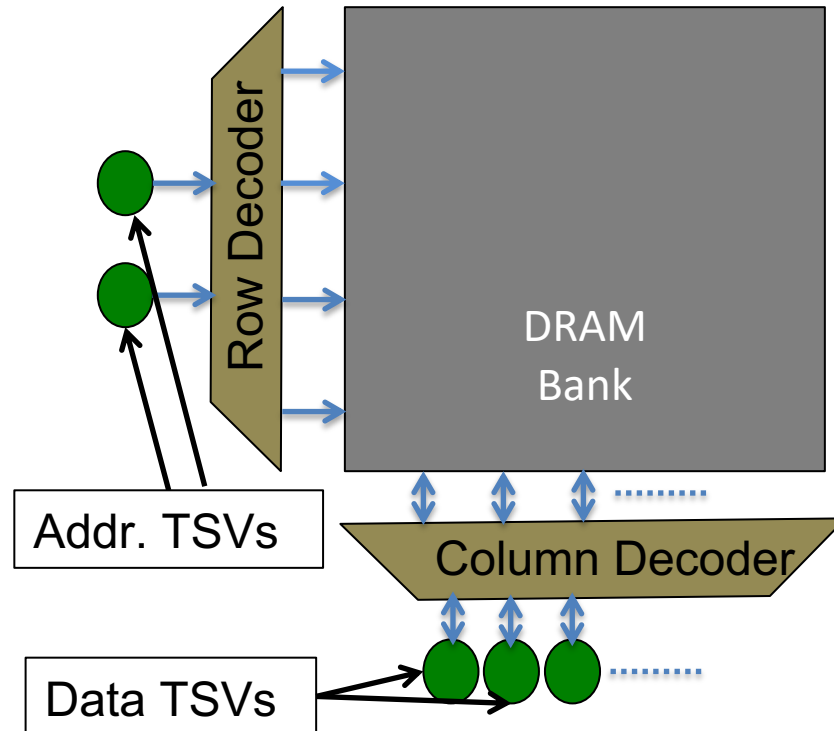 Row Decoder
DRAM
Bank
Addr. TSVs
Column Decoder
Data TSVs